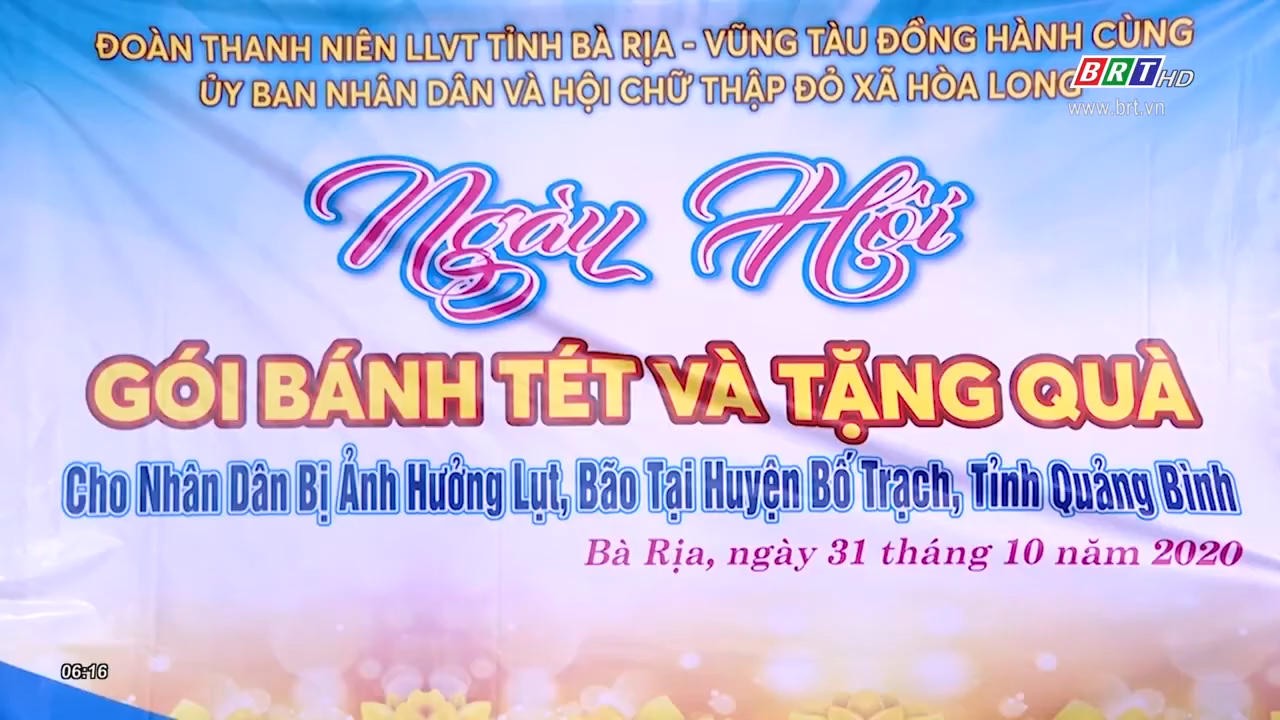 ĐOÀN THANH NIÊN LLVT TỈNH BÀ RỊA - VŨNG TÀU ĐỒNG HÀNH CÙNG
ỦY BAN NHÂN DÂN VÀ HỘI CHỮ THẬP ĐỎ XÃ HÒA LONG
BRT HD
www.brt.vn
Ngày Hội
GÓI BÁNH TÉT VÀ TẶNG QUÀ
Cho Nhân Dân Bị Ảnh Hưởng Lụt, Bão Tại Huyện Bố Trạch, Tỉnh Quảng Bình
Bà Rịa, ngày 31 tháng 10 năm 2020
06:16